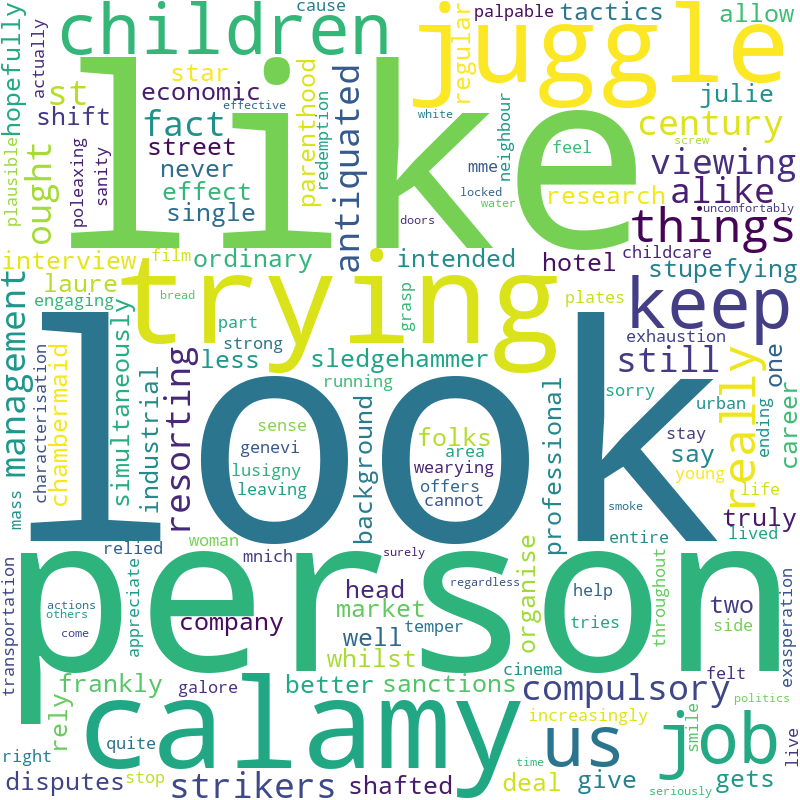 cause
palpable
tactics
allow
children
juggle
hopefully
actually
st
star
economic
regular
julie
like
shift
fact
effective
antiquated
parenthood
redemption
white
neighbour
century
screw
plausible
poleaxing
sanity
street
never
effect
single
mme
feel
viewing
alike
research
locked
water
doors
uncomfortably
things
ought
interview
film
ordinary
intended
hotel
childcare
stupefying
laure
engaging
bread
trying
grasp
plates
keep
management
part
strong
less
sledgehammer
exhaustion
still
one
simultaneously
running
sorry
urban
career
characterisation
chambermaid
industrial
resorting
look
sense
genevi
lusigny
leaving
background
folks
area
wearying
offers
cannot
professional
stay
say
really
ending
young
life
mass
smoke
truly
relied
woman
mnich
surely
entire
lived
person
transportation
appreciate
actions
others
come
company
head
market
well
temper
regardless
organise
help
tries
throughout
two
side
exasperation
whilst
cinema
felt
frankly
galore
better
sanctions
compulsory
politics
rely
calamy
increasingly
us
job
smile
live
right
quite
time
disputes
stop
strikers
shafted
deal
give
gets
seriously